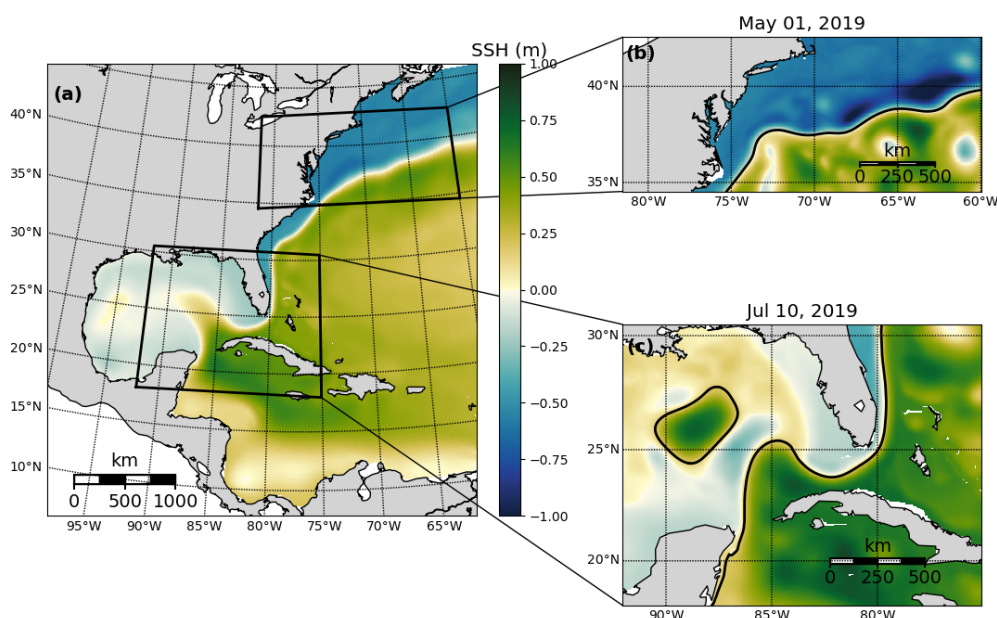 SSH (m)
(a)
40°N
35°N
30°N
25°N
20°N
15°N
10°N
95°W
90°W
85°W
80°W
75°W
70°W
65°W
km
0 500 1000
1.00
0.75
0.50
0.25
0.00
−0.25
−0.50
−0.75
−1.00
May 01, 2019
(b)
40°N
35°N
80°W
75°W
70°W
65°W
60°W
km
0 250 500
Jul 10, 2019
(c)
30°N
25°N
20°N
90°W
85°W
80°W
km
0 250 500